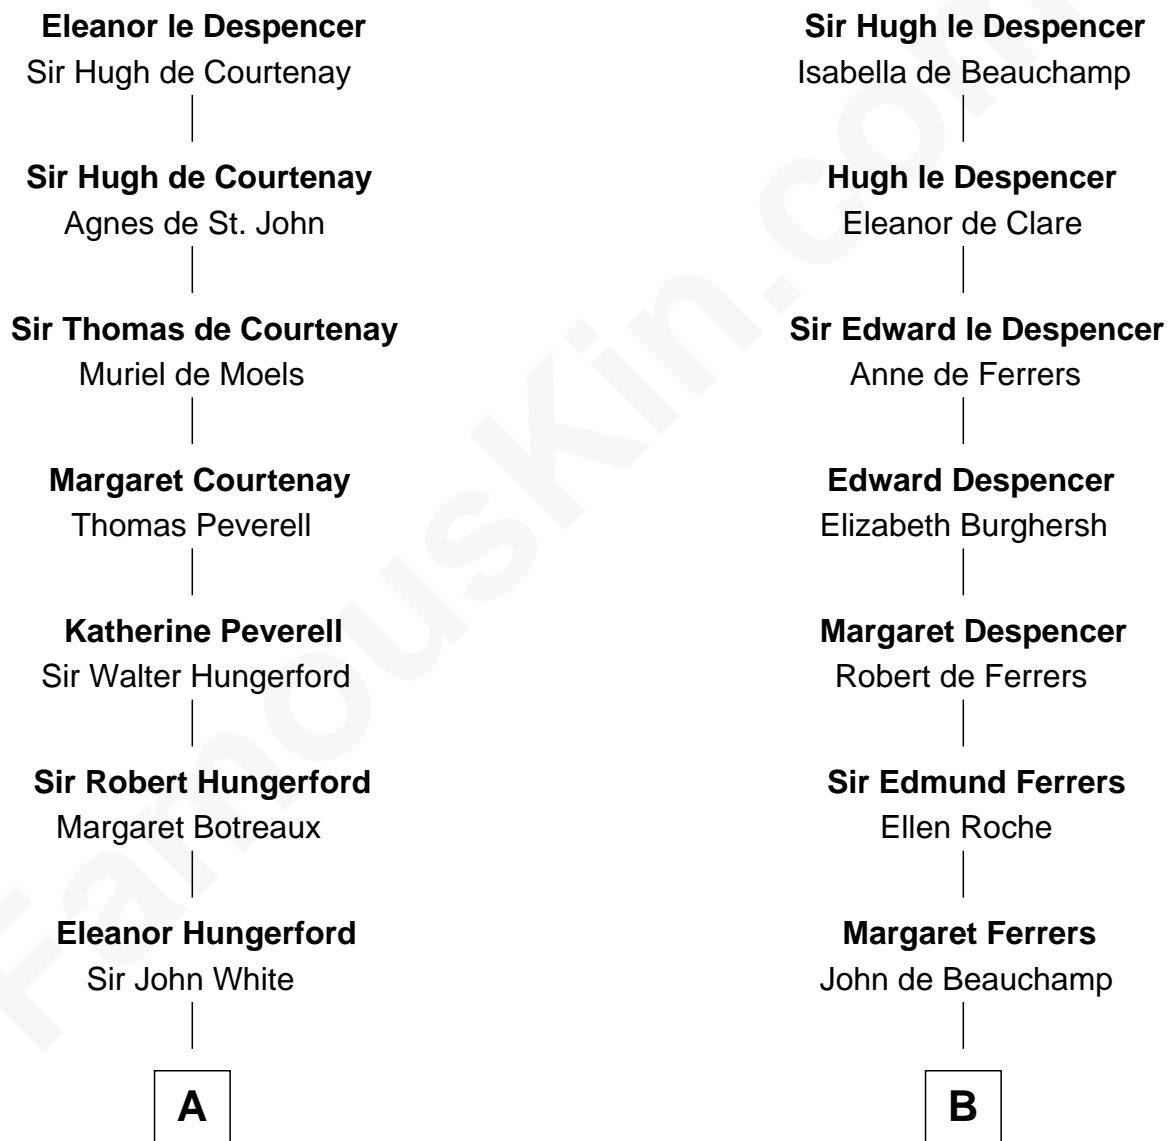 Eleanor le Despencer
Sir Hugh de Courtenay
Sir Hugh de Courtenay
Agnes de St. John
Sir Thomas de Courtenay
Muriel de Moels
Margaret Courtenay
Thomas Peverell
Katherine Peverell
Sir Walter Hungerford
Sir Robert Hungerford
Margaret Botreaux
Eleanor Hungerford
Sir John White
A
Sir Hugh le Despencer
Isabella de Beauchamp
Hugh le Despencer
Eleanor de Clare
Sir Edward le Despencer
Anne de Ferrers
Edward Despencer
Elizabeth Burghersh
Margaret Despencer
Robert de Ferrers
Sir Edmund Ferrers
Ellen Roche
Margaret Ferrers
John de Beauchamp
B
FamousKin.com